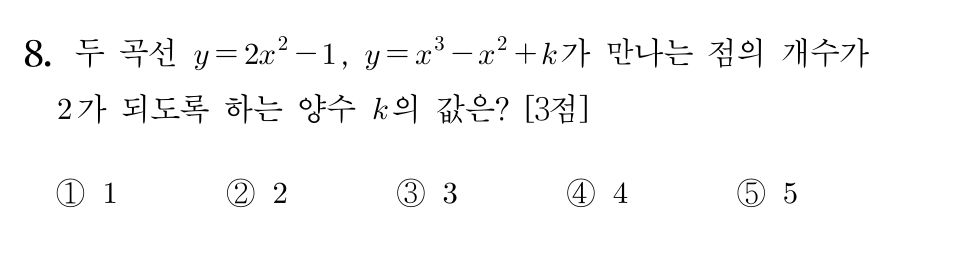 8. 두 곡선 y=2x²-1, y=x³-x²+k가 만나는 점의 개수가
2가 되도록 하는 양수 k의 값은? [3점]
① 1 ② 2 ③ 3 ④ 4 ⑤ 5